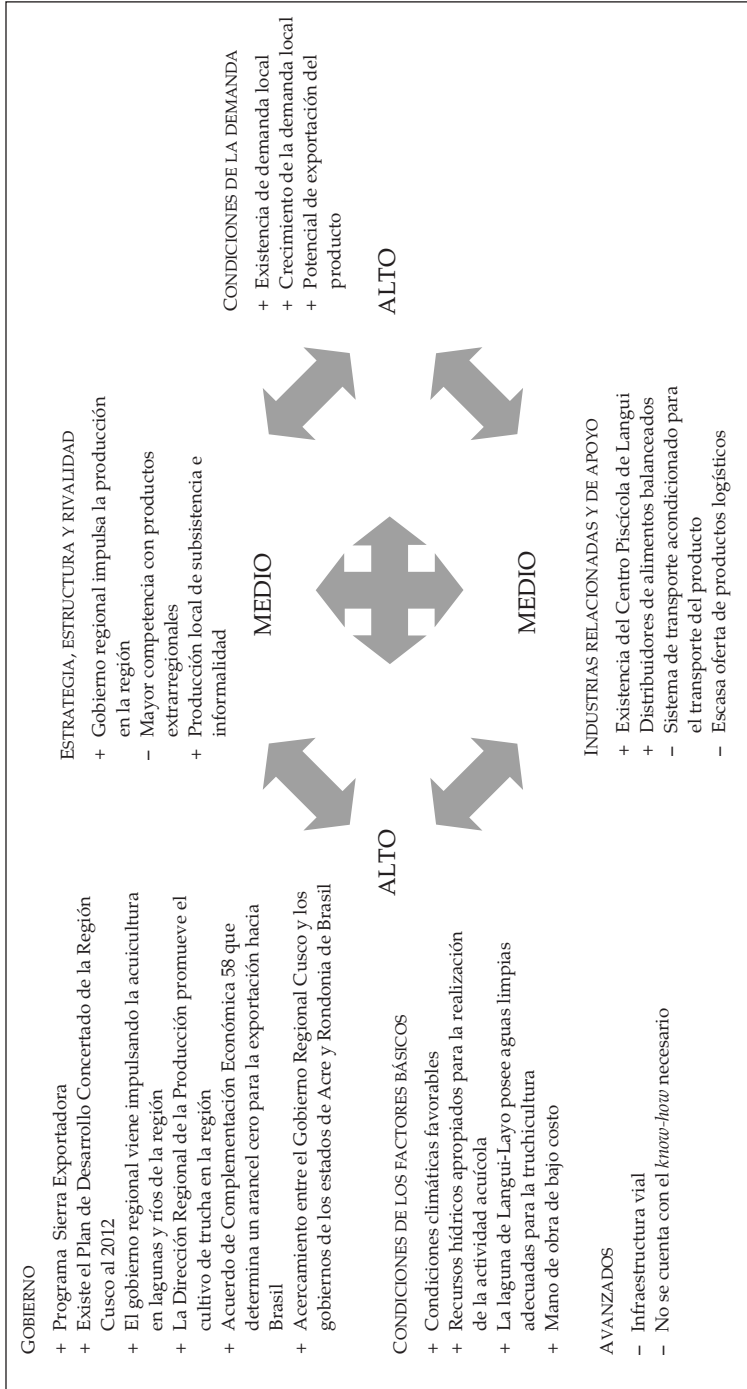 GOBIERNO
+ Programa Sierra Exportadora
+ Existe el Plan de Desarrollo Concertado de la Región
Cusco al 2012
+ El gobierno regional viene impulsando la acuicultura
en lagunas y ríos de la región
+ La Dirección Regional de la Producción promueve el
cultivo de trucha en la región
+ Acuerdo de Complementación Económica 58 que
determina un arancel cero para la exportación hacia
Brasil
+ Acercamiento entre el Gobierno Regional Cusco y los
gobiernos de los estados de Acre y Rondonia de Brasil
ESTRATEGIA, ESTRUCTURA Y RIVALIDAD
+ Gobierno regional impulsa la producción
en la región
– Mayor competencia con productos
extrarregionales
+ Producción local de subsistencia e
informalidad
MEDIO
CONDICIONES DE LA DEMANDA
+ Existencia de demanda local
+ Crecimiento de la demanda local
+ Potencial de exportación del
producto
ALTO
ALTO
CONDICIONES DE LOS FACTORES BÁSICOS
+ Condiciones climáticas favorables
+ Recursos hídricos apropiados para la realización
de la actividad acuícola
+ La laguna de Langui-Layo posee aguas limpias
adecuadas para la truchicultura
+ Mano de obra de bajo costo
AVANZADOS
– Infraestructura vial
– No se cuenta con el know-how necesario
MEDIO
INDUSTRIAS RELACIONADAS Y DE APOYO
+ Existencia del Centro Piscícola de Langui
+ Distribuidores de alimentos balanceados
– Sistema de transporte acondicionado para
el transporte del producto
– Escasa oferta de productos logísticos